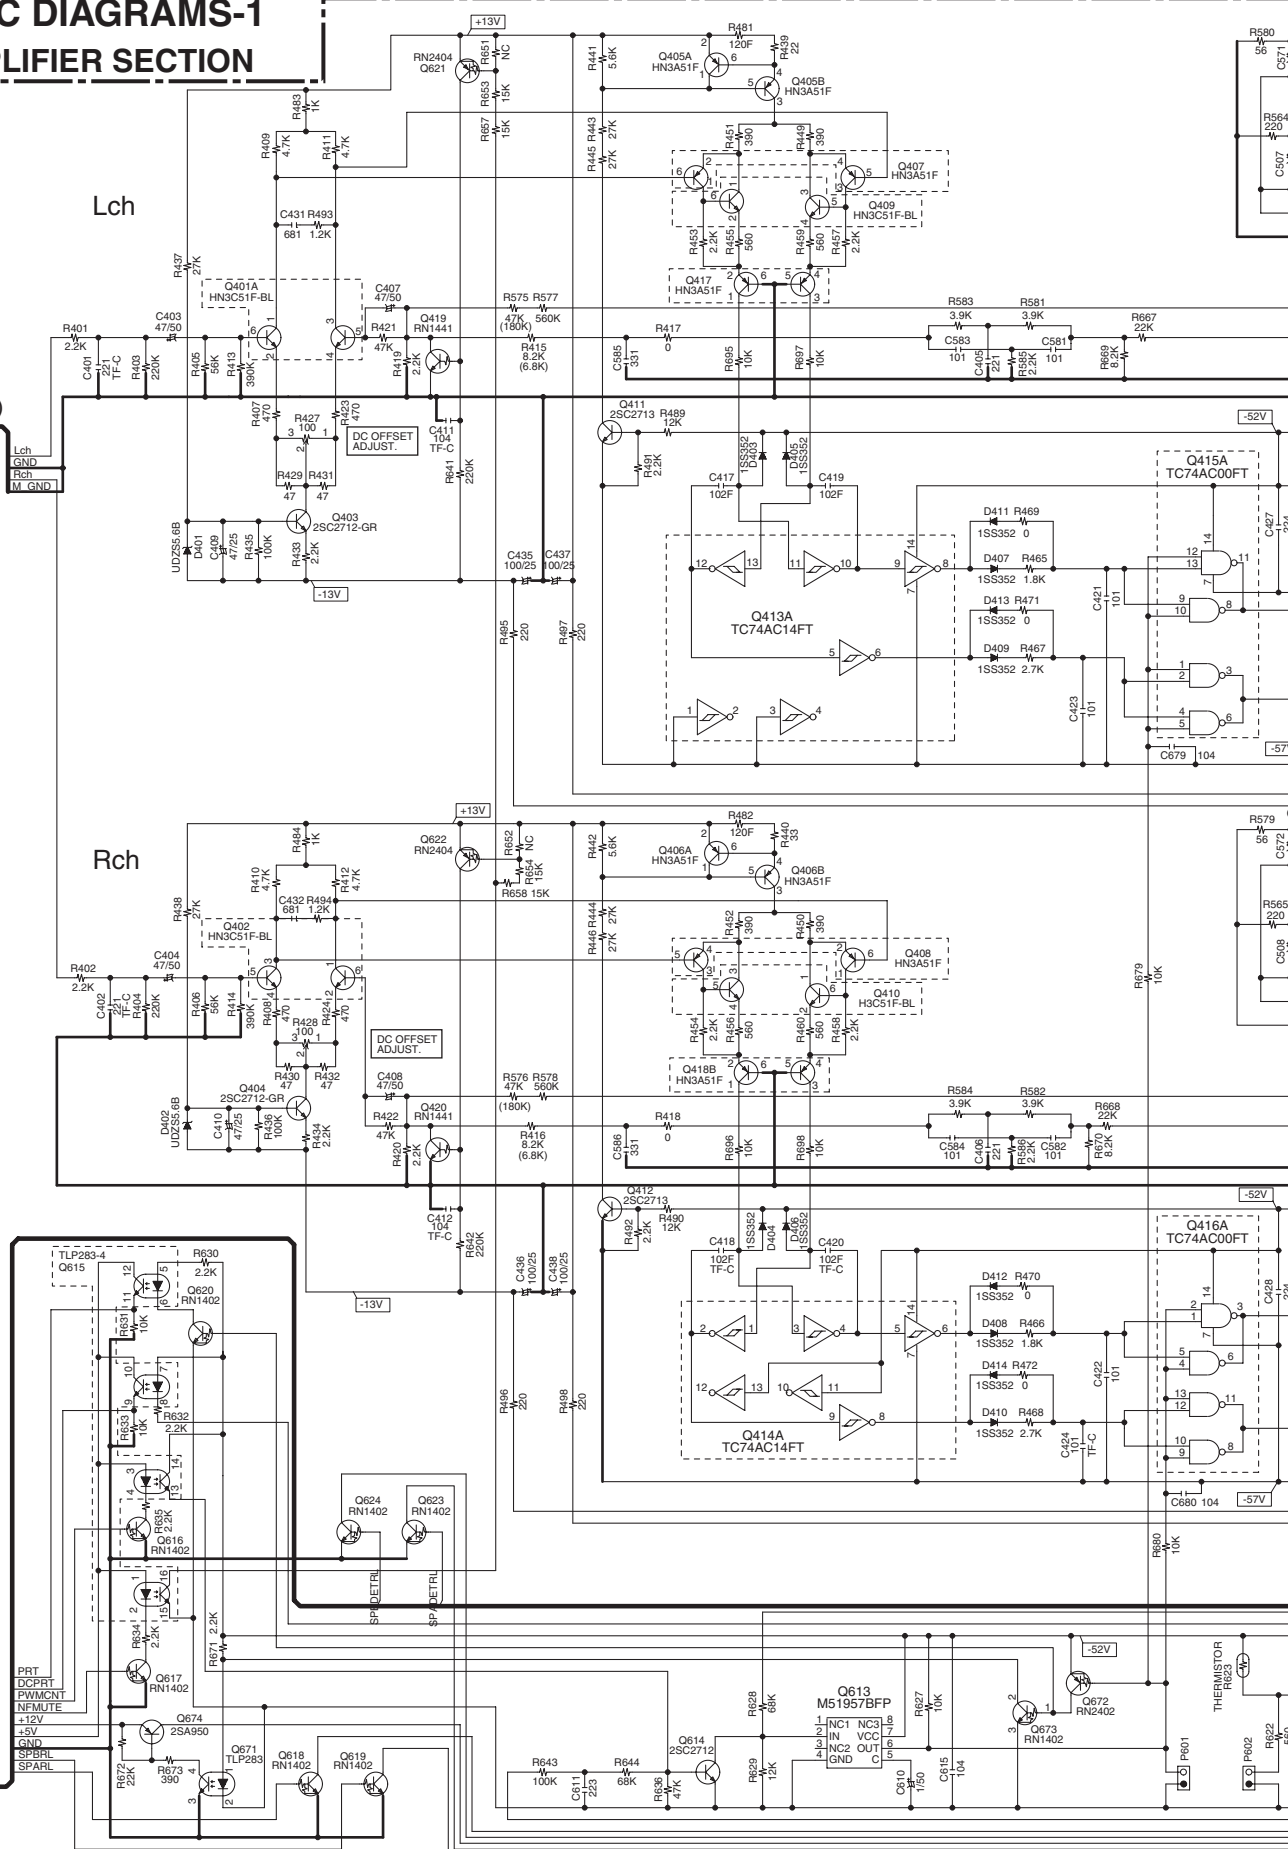 C DIAGRAMS-1
PLIFIER SECTION
+13V
RN2404
Q621
R651
NC
R653
15K
R657
15K
R441
5.6K
Q405A
HN3A51F
R481
120F
R439
22
Q405B
HN3A51F
R580
56
C571
R564
220
C507
R483
1K
R409
4.7K
R411
4.7K
R443
27K
R445
27K
R451
390
R449
390
Q407
HN3A51F
Q409
HN3C51F-BL
Lch
C431 R493
681 1.2K
R437
27K
R453
2.2K
R455
560
R459
560
R457
2.2K
Q401A
HN3C51F-BL
C407
47/50
Q417
HN3A51F
R401
2.2K
C403
47/50
R421
47K
Q419
RN1441
R575 R577
47K 560K
(180K)
R415
8.2K
(6.8K)
R417
0
R583
3.9K
R581
3.9K
C583
101
C581
101
R667
22K
C401
221
TF-C
R403
220K
R405
56K
R413
390K
R419
2.2K
C585
331
R695
10K
R697
10K
C405
221
R585
2.2K
R669
8.2K
R407
470
R427
100
R423
470
DC OFFSET
ADJUST.
C411
104
TF-C
Q411
2SC2713
R489
12K
-52V
Lch
GND
Rch
M_GND
R429 R431
47 47
R641
220K
R491
2.2K
1SS352
D403
D405
1SS352
C417
102F
C419
102F
Q415A
TC74AC00FT
Q403
2SC2712-GR
D411 R469
1SS352 0
C427
UDZS5.6B
D401
C409
47/25
R435
100K
R433
2.2K
-13V
C435 C437
100/25 100/25
D407 R465
1SS352 1.8K
C421
101
D413 R471
1SS352 0
Q413A
TC74AC14FT
R495
220
R497
220
D409 R467
1SS352 2.7K
C423
101
C679 104
+13V
Rch
R484
1K
Q622
RN2404
R652
NC
R654
15K
R658 15K
R442
5.6K
Q406A
HN3A51F
R482
120F
R440
33
Q406B
HN3A51F
R579
56
C572
R565
220
C508
R410
4.7K
R412
4.7K
C432 R494
681 1.2K
R438
27K
Q402
HN3C51F-BL
R444
27K
R446
27K
R452
390
R450
390
Q408
HN3A51F
Q410
H3C51F-BL
R402
2.2K
C404
47/50
C402
221
TF-C
R404
220K
R406
56K
R414
390K
R408
470
R424
470
R428
100
DC OFFSET
ADJUST.
R454
2.2K
R456
560
R460
560
R458
2.2K
R679
10K
R430 R432
47 47
Q404
2SC2712-GR
C408
47/50
R576 R578
47K 560K
(180K)
Q418B
HN3A51F
D402
UDZS5.6B
C410
47/25
R436
100K
R434
2.2K
R422
47K
Q420
RN1441
R416
8.2K
(6.8K)
R418
0
R584
3.9K
R582
3.9K
C584
101
C582
101
R668
22K
R420
2.2K
C586
331
R696
10K
R698
10K
C406
221
R586
2.2K
R670
8.2K
C412
104
TF-C
Q412
2SC2713
R490
12K
-52V
R642
220K
R492
2.2K
1SS352
D404
D406
1SS352
C418
102F
TF-C
C420
102F
TF-C
Q416A
TC74AC00FT
TLP283-4
Q615
R630
2.2K
Q620
RN1402
-13V
C436
100/25
C438
100/25
D412 R470
1SS352 0
C428
R631
10K
D408 R466
1SS352 1.8K
C422
101
D414 R472
1SS352 0
R496
220
R498
220
R633
10K
R632
2.2K
Q414A
TC74AC14FT
D410 R468
1SS352 2.7K
C424
101
TF-C
C680 104
-57V
Q624
RN1402
Q623
RN1402
R635
2.2K
Q616
RN1402
R680
10K
SPBDETRL
SPADETRL
R634
2.2K
R671
2.2K
PRT
DCPRT
PWMCNT
NFMUTE
+12V
+5V
GND
SPBRL
SPARL
Q617
RN1402
Q674
2SA950
R672
22K
R673
390
Q671
TLP283
Q618
RN1402
Q619
RN1402
R643
100K
C611
223
R644
68K
R636
47K
Q614
2SC2712
R628
68K
R629
12K
Q613
M51957BFP
NC1 NC3
IN VCC
NC2 OUT
GND C
C610
1/50
R627
10K
C615
104
Q673
RN1402
-52V
Q672
RN2402
THERMISTOR
R623
P601
P602
R622